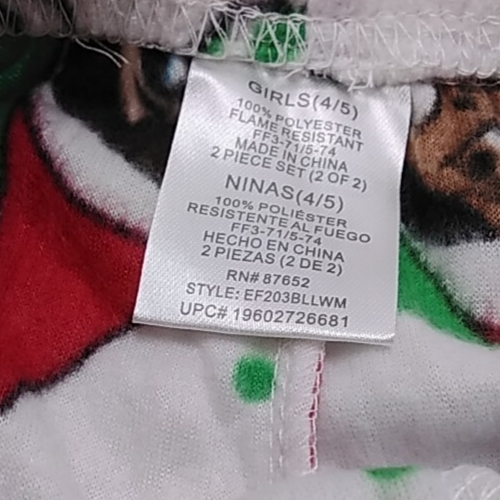 GIRLS(4/5)
100% POLYESTER
FLAME RESISTANT
FF3-71/5-74
MADE IN CHINA
2 PIECE SET (2 OF 2)
NINAS(4/5)
100% POLIÉSTER
RESISTENTE AL FUEGO
FF3-71/5-74
HECHO EN CHINA
2 PIEZAS (2 DE 2)
RN# 87652
STYLE: EF203BLLWM
UPC# 19602726681